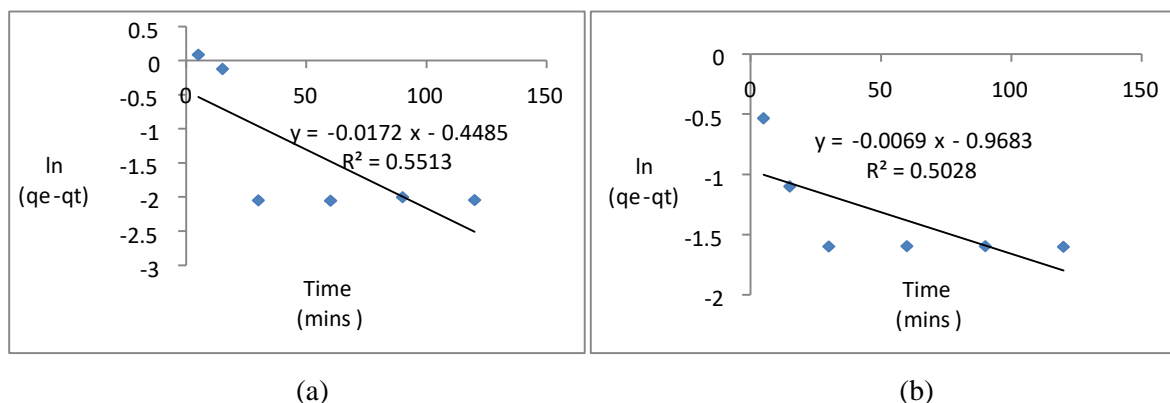 0.5
0
-0.5
-1
-1.5
-2
-2.5
-3
0 50 100 150
y = -0.0172 x - 0.4485
R² = 0.5513
ln
(qe -qt)
Time
(mins )
(a)
0
-0.5
-1
-1.5
-2
0 50 100 150
y = -0.0069 x - 0.9683
R² = 0.5028
ln
(qe -qt)
Time
(mins )
(b)